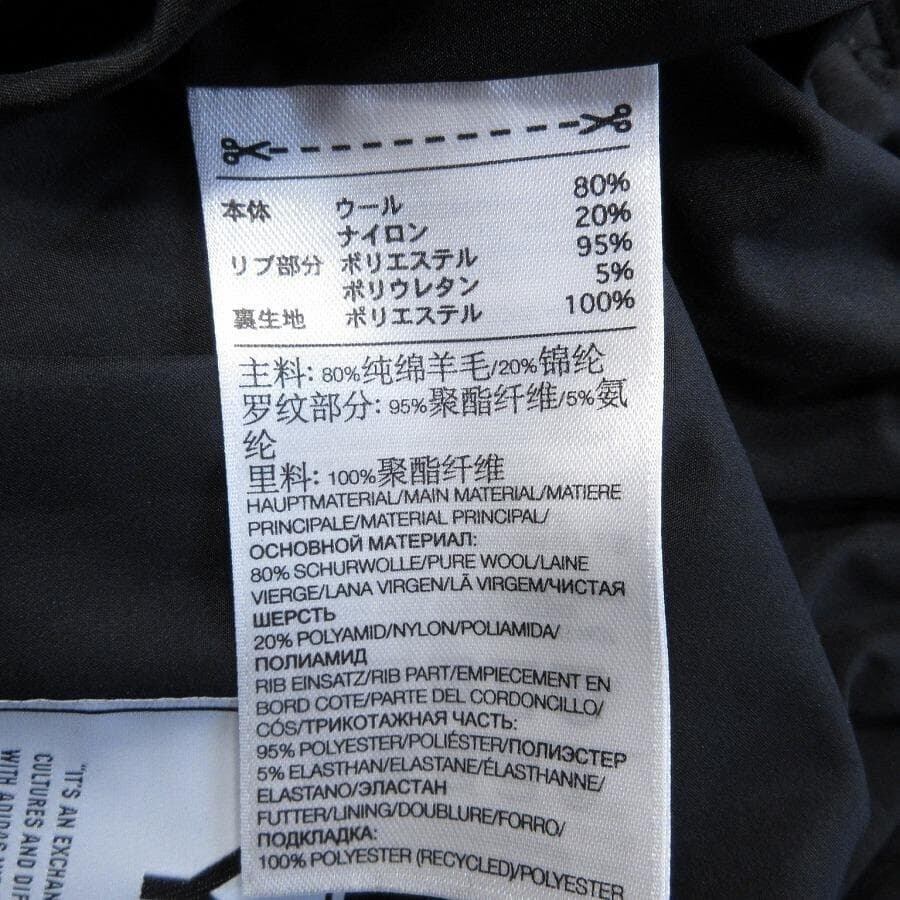 本体 ウール 80%
ナイロン 20%
リブ部分 ポリエステル 95%
ポリウレタン 5%
裏生地 ポリエステル 100%
主料: 80%纯绵羊毛/20%锦纶
罗纹部分: 95%聚酯纤维/5%氨
纶
里料: 100%聚酯纤维
HAUPTMATERIAL/MAIN MATERIAL/MATIERE
PRINCIPALE/MATERIAL PRINCIPAL/
ОСНОВНОЙ МАТЕРИАЛ:
80% SCHURWOLLE/PURE WOOL/LAINE
VIERGE/LANA VIRGEN/LÃ VIRGEM/ЧИСТАЯ
ШЕРСТЬ
20% POLYAMID/NYLON/POLIAMIDA/
ПОЛИАМИД
RIB EINSATZ/RIB PART/EMPIECEMENT EN
BORD COTE/PARTE DEL CORDONCILLO/
CÓS/ТРИКОТАЖНАЯ ЧАСТЬ:
95% POLYESTER/POLIÉSTER/ПОЛИЭСТЕР
5% ELASTHAN/ELASTANE/ÉLASTHANNE/
ELASTANO/ЭЛАСТАН
FUTTER/LINING/DOUBLURE/FORRO/
ПОДКЛАДКА:
100% POLYESTER (RECYCLED)/POLYESTER
"IT'S AN EXCHAN
CULTURES AND DIF
WITH ADIDAS